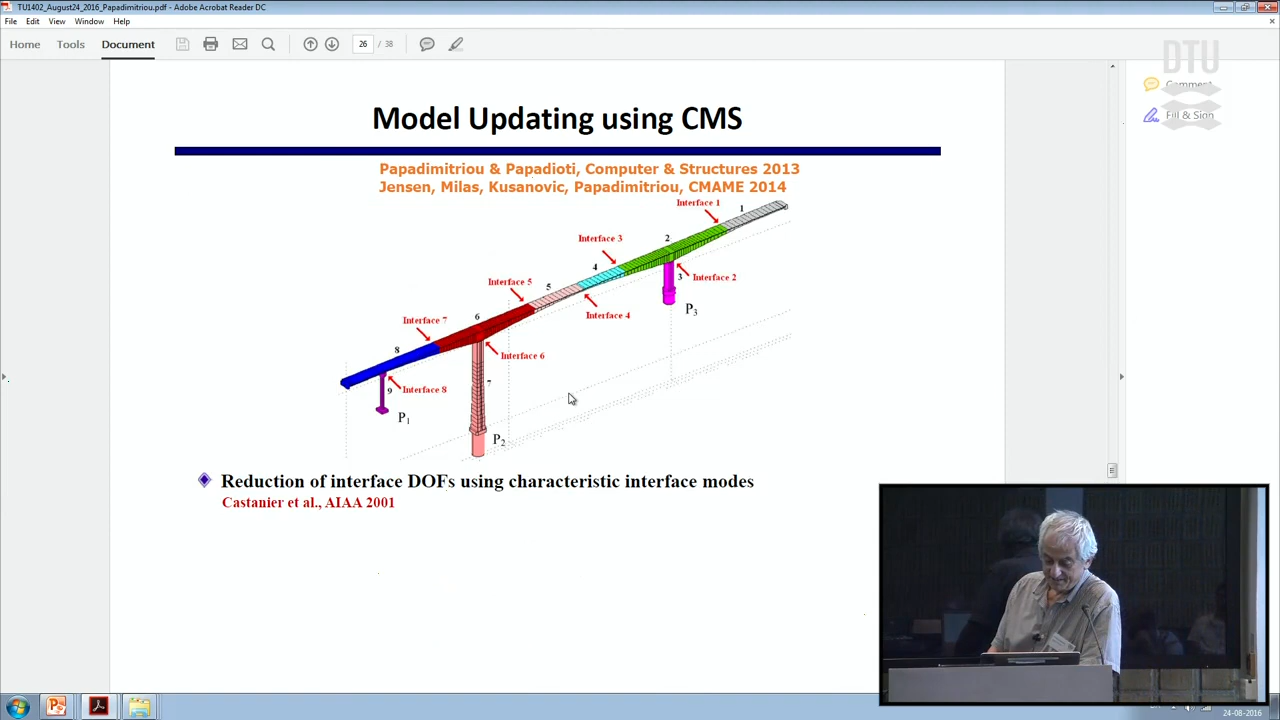 TU1402_August24_2016_Papadimitriou.pdf - Adobe Acrobat Reader DC
File Edit View Window Help
Home Tools Document 26 / 38
DTU
Comment
Fill & Sign
Model Updating using CMS
Papadimitriou & Papadioti, Computer & Structures 2013
Jensen, Milas, Kusanovic, Papadimitriou, CMAME 2014
Interface 1
1
Interface 3
2
4
3
Interface 2
Interface 5
5
P3
Interface 4
6
Interface 7
8
Interface 6
7
9
Interface 8
P1
P2
Reduction of interface DOFs using characteristic interface modes
Castanier et al., AIAA 2001
24-08-2016